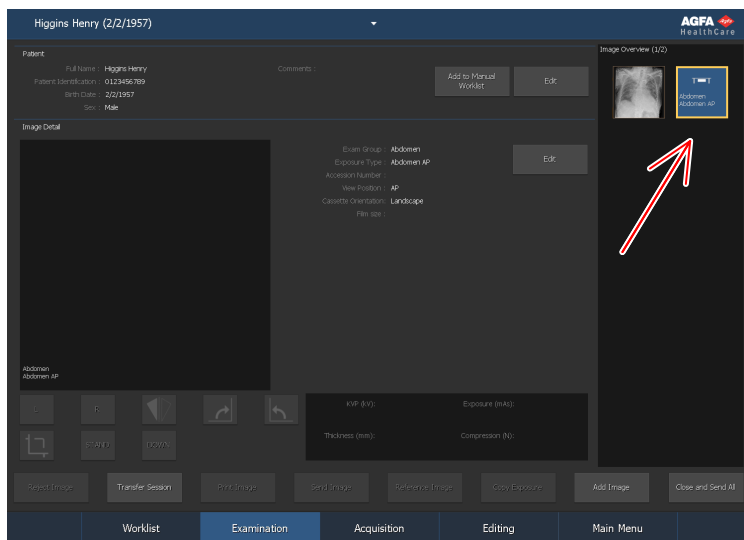 Higgins Henry (2/2/1957)
AGFA
HealthCare
Patient
Full Name : Higgins Henry
Patient Identification : 0123456789
Birth Date : 2/2/1957
Sex : Male
Comments :
Add to Manual
Worklist
Edit
Image Overview (1/2)
Abdomen
Abdomen AP
Image Detail
Exam Group : Abdomen
Exposure Type : Abdomen AP
Accession Number :
View Position : AP
Cassette Orientation: Landscape
Film size :
Edit
Abdomen
Abdomen AP
R
KVP (kV):
Exposure (mAs):
Thickness (mm):
Compression (N):
STAND
DOWN
Reject Image
Transfer Session
Print Image
Send Image
Reference Image
Copy Exposure
Add Image
Close and Send All
Worklist
Examination
Acquisition
Editing
Main Menu